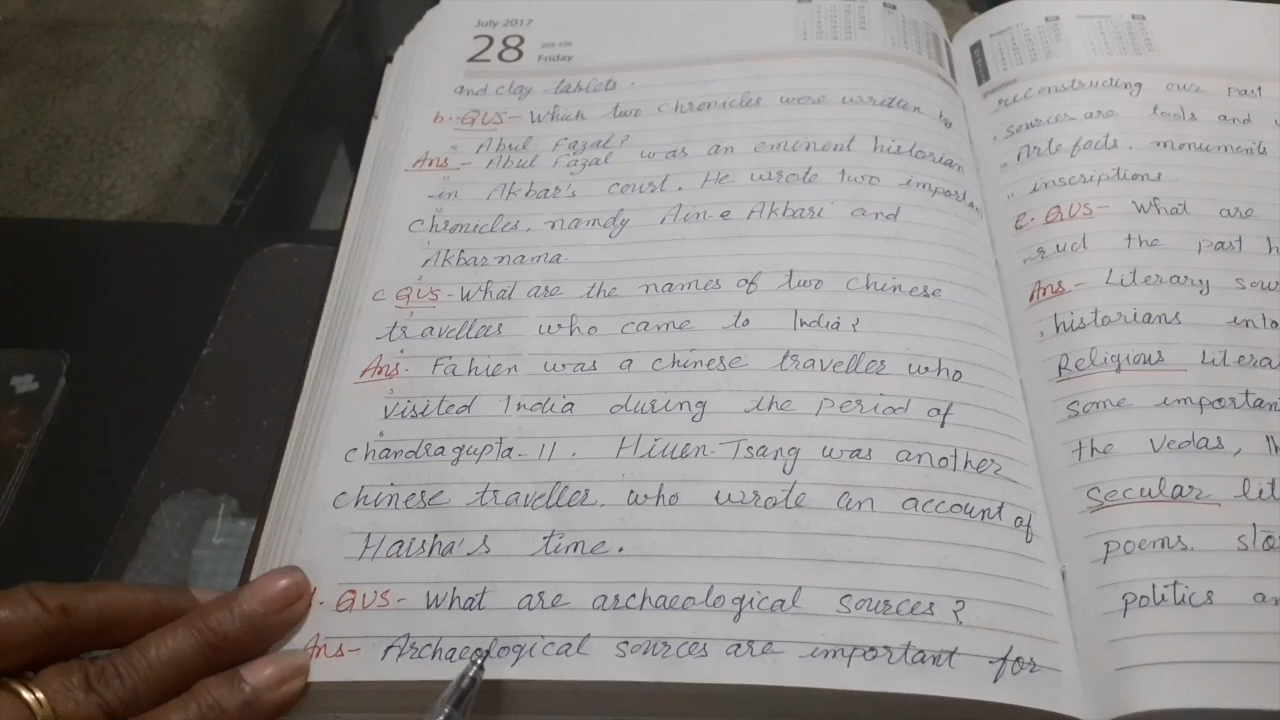 July 2017
28
209-156
Friday
and clay tablets.
b. QUS- Which two chronicles were written by
Abul Fazal?
Ans- Abul Fazal was an eminent historian
in Akbar's court. He wrote two important
chronicles, namdy Ain-e Akbari and
Akbarnama.
c QUS- What are the names of two chinese
travellers who came to India?
Ans- Fahien was a chinese traveller who
visited India during the period of
chandragupta-II. Hiuen-Tsang was another
chinese traveller. who wrote an account of
Harsha's time.
d. QUS- What are archaeological sources?
Ans- Archaeological sources are important for
reconstructing our past
sources are tools and
Artefacts. monuments
inscriptions
e. QUS- What are
ruct the past h
Ans- Literary sou
historians into
Religious Litera
some importan
the vedas,
secular lit
poems. sto
politics an